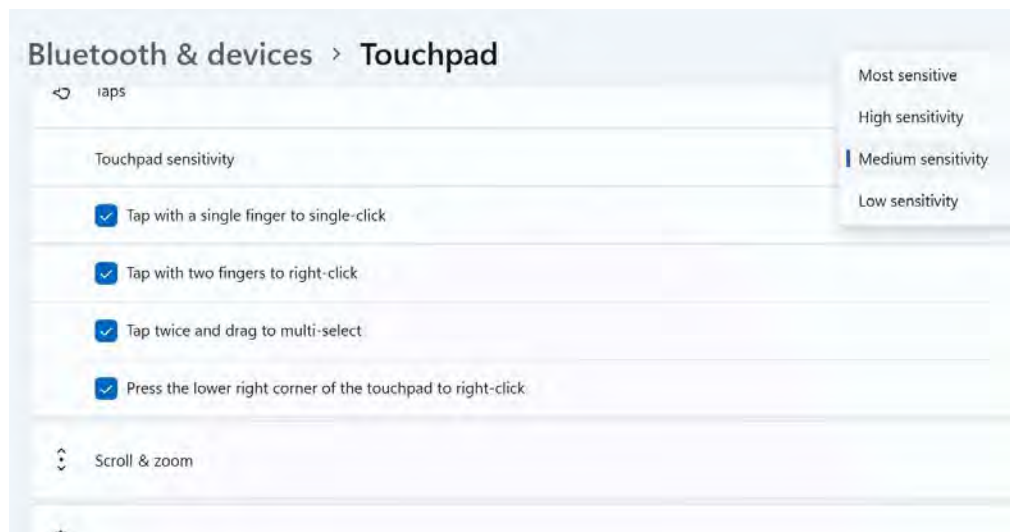 Bluetooth & devices > Touchpad
Taps
Most sensitive
High sensitivity
Touchpad sensitivity
Medium sensitivity
Low sensitivity
Tap with a single finger to single-click
Tap with two fingers to right-click
Tap twice and drag to multi-select
Press the lower right corner of the touchpad to right-click
Scroll & zoom